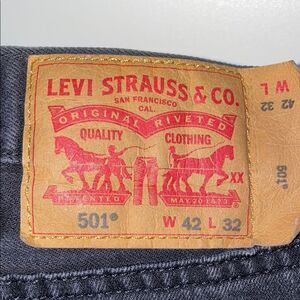 LEVI STRAUSS & CO.
SAN FRANCISCO
CAL.
ORIGINAL RIVETED
QUALITY CLOTHING
XX
PATENTED MAY 20 1873
501®
W 42 L 32
W L
42 32
501®